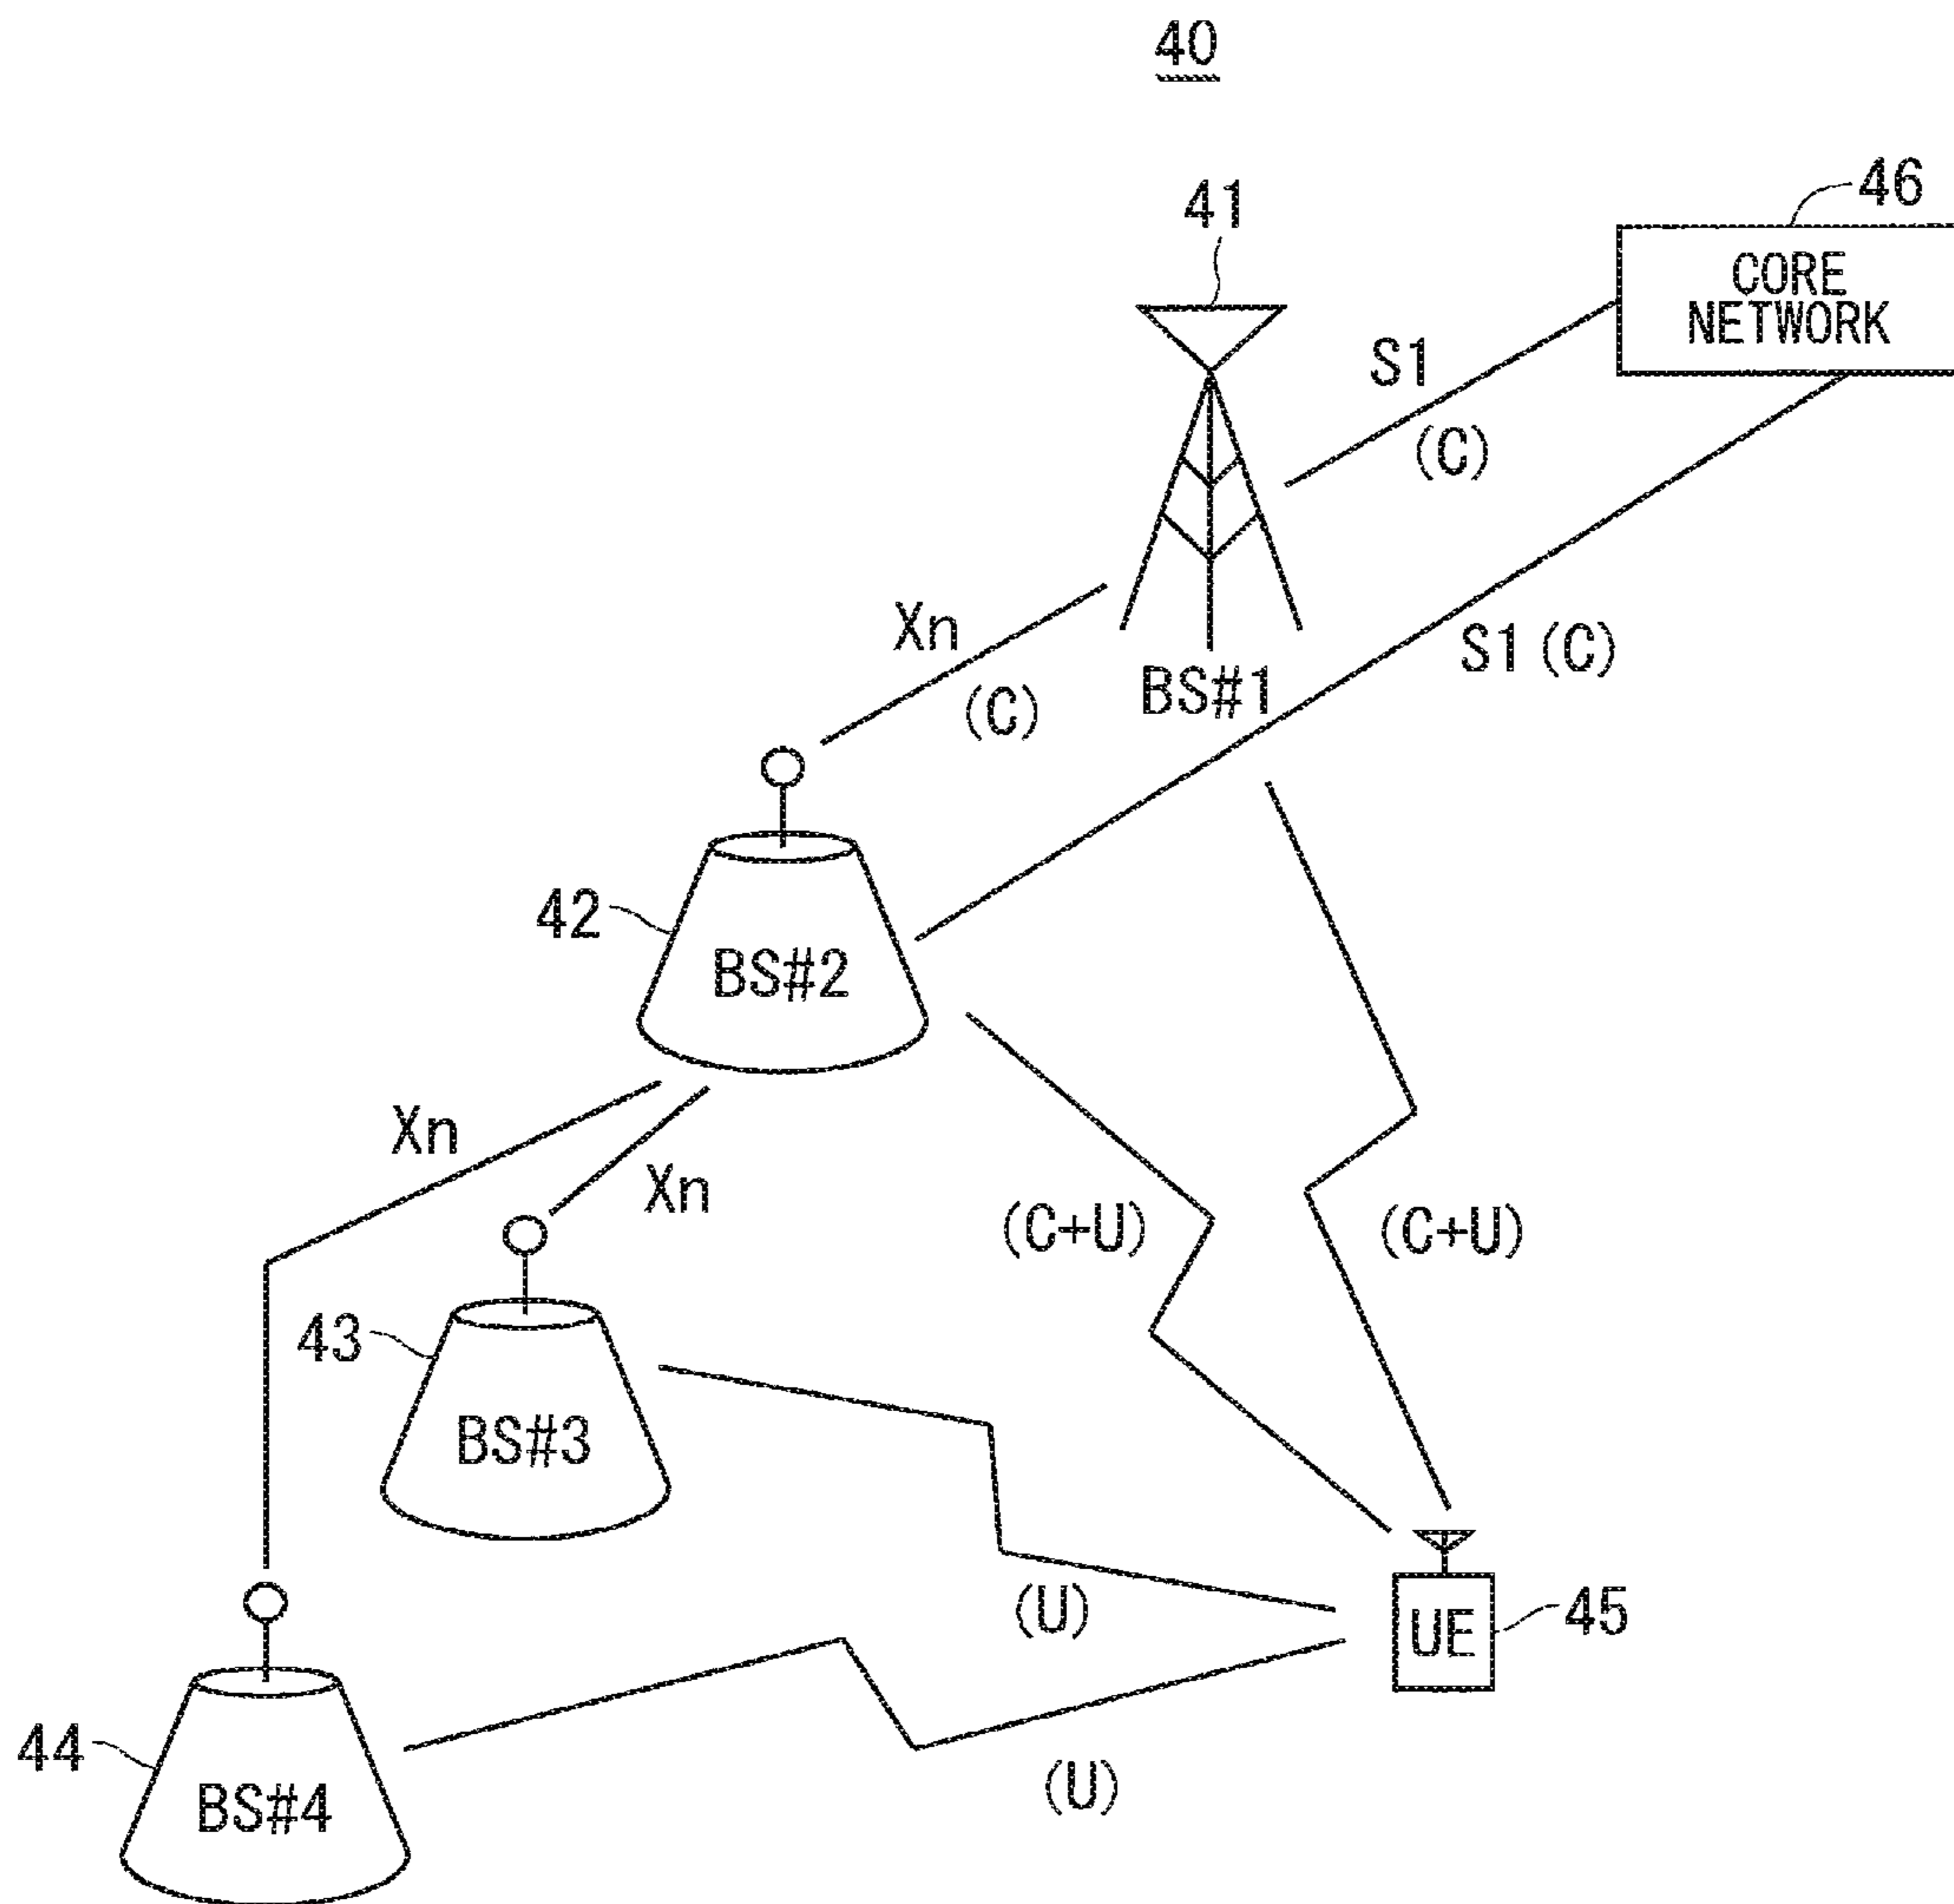 40
41
46
CORE
NETWORK
S1
(C)
Xn
(C)
BS#1
S1(C)
42
BS#2
Xn
Xn
(C+U)
(C+U)
43
BS#3
(U)
UE
45
44
BS#4
(U)